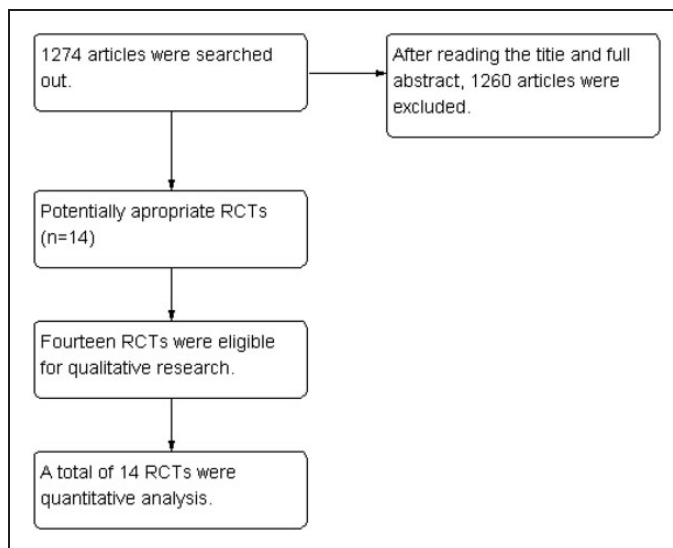 1274 articles were searched
out.
After reading the titie and full
abstract, 1260 articles were
excluded.
Potentially apropriate RCTs
(n=14)
Fourteen RCTs were eligible
for qualitative research.
A total of 14 RCTs were
quantitative analysis.